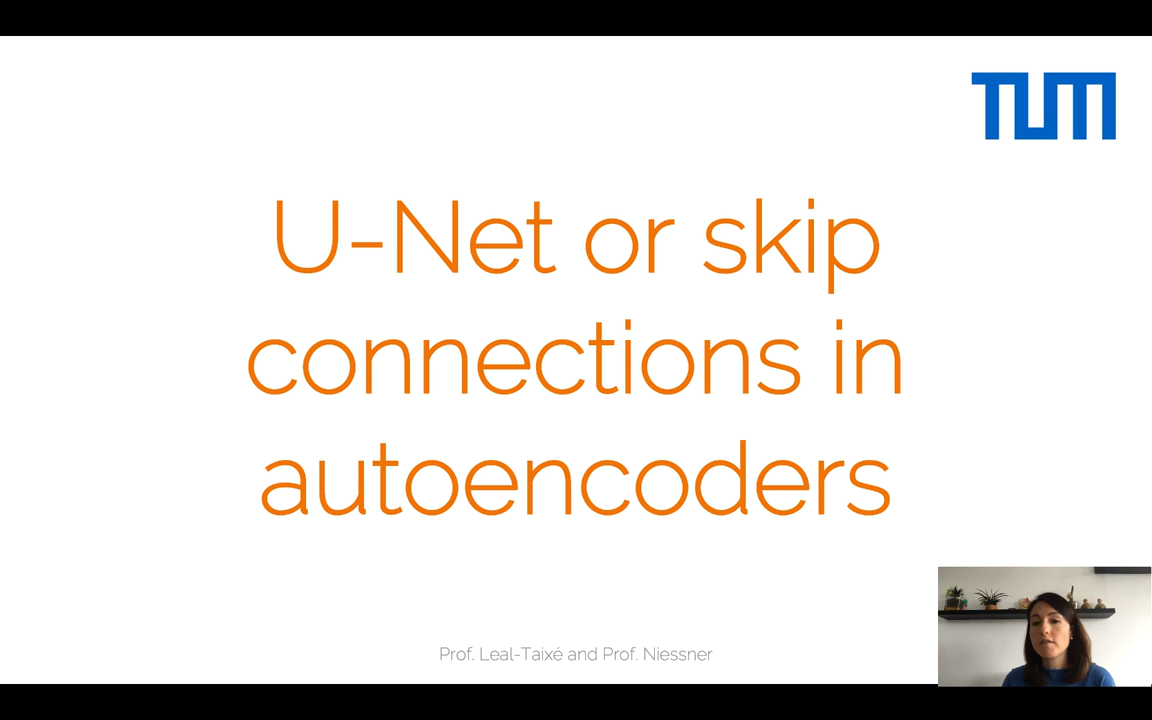 TUM
U-Net or skip
connections in
autoencoders
Prof. Leal-Taixé and Prof. Niessner